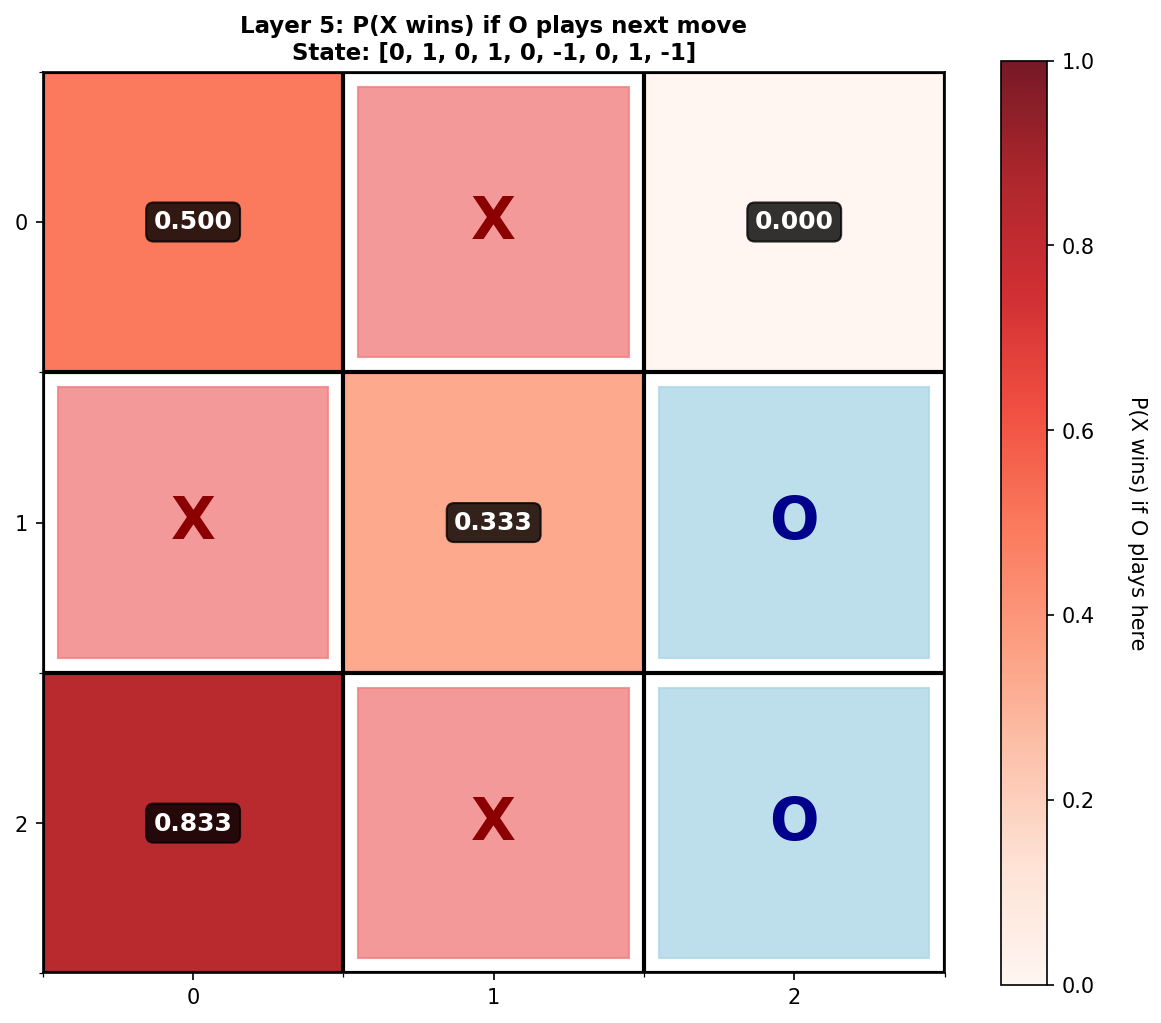 Layer 5: P(X wins) if O plays next move
State: [0, 1, 0, 1, 0, -1, 0, 1, -1]
0
0.500
X
0.000
1
X
0.333
O
2
0.833
X
O
0
1
2
1.0
0.8
0.6
0.4
0.2
0.0
P(X wins) if O plays here